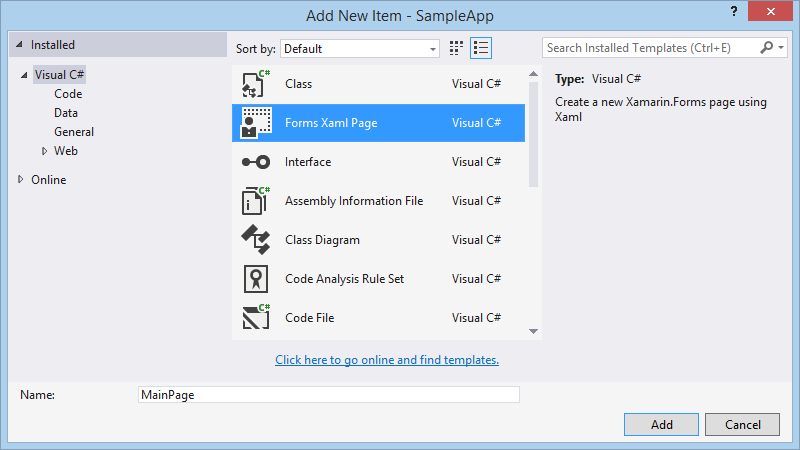 Add New Item - SampleApp
?
Installed
Visual C#
Code
Data
General
Web
Online
Sort by: Default
C# Class Visual C#
Forms Xaml Page Visual C#
Interface Visual C#
C# Assembly Information File Visual C#
Class Diagram Visual C#
Code Analysis Rule Set Visual C#
C# Code File Visual C#
Click here to go online and find templates.
Search Installed Templates (Ctrl+E)
Type: Visual C#
Create a new Xamarin.Forms page using
Xaml
Name: MainPage
Add Cancel